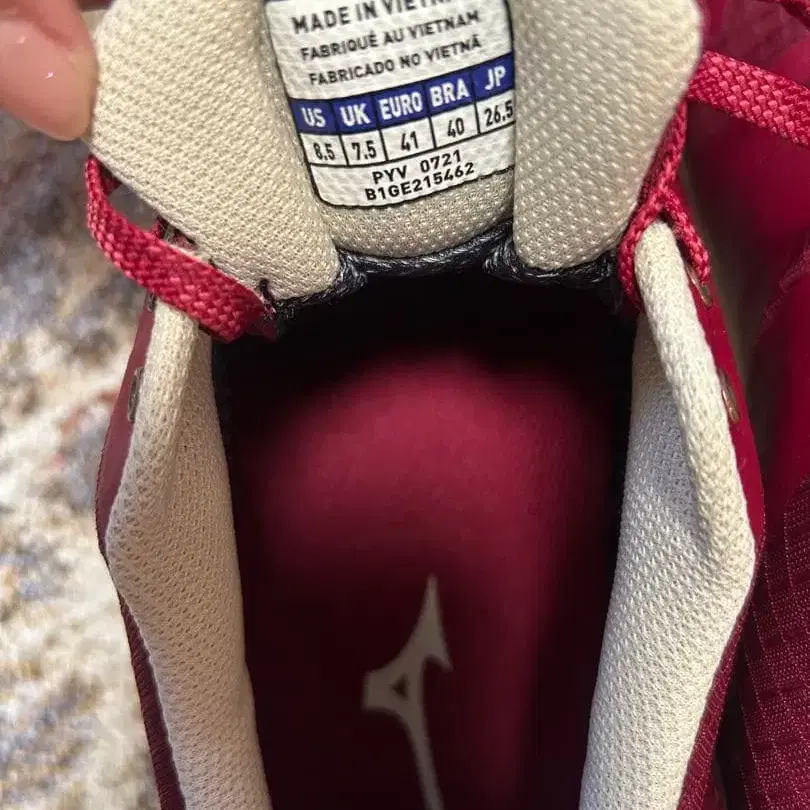 MADE IN VIETNAM
FABRIQUÉ AU VIETNAM
FABRICADO NO VIETNÃ
US UK EURO BRA JP
8.5 7.5 41 40 26.5
PYV 0721
B1GE215462